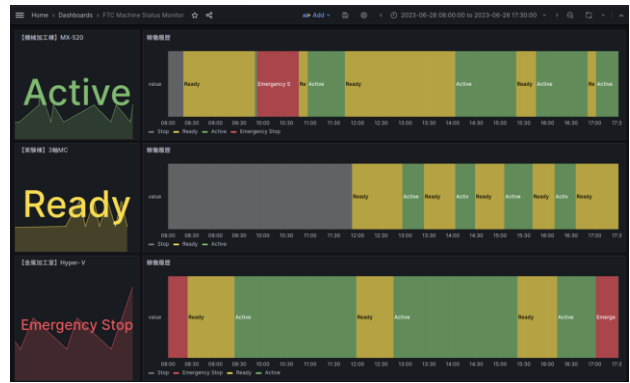 Home › Dashboards › FTC Machine Status Monitor
Add
2023-06-28 08:00:00 to 2023-06-28 17:30:00
【機械加工棟】MX-520
稼働履歴
Active
value
Ready
Emergency S
Re
Active
Ready
Active
Ready
Active
Re
Active
08:00 08:30 09:00 09:30 10:00 10:30 11:00 11:30 12:00 12:30 13:00 13:30 14:00 14:30 15:00 15:30 16:00 16:30 17:00 17:3
Stop Ready Active Emergency Stop
【実験棟】3軸MC
稼働履歴
Ready
value
Ready
Active
Ready
Activ
Ready
Active
Ready
Activ
Ready
08:00 08:30 09:00 09:30 10:00 10:30 11:00 11:30 12:00 12:30 13:00 13:30 14:00 14:30 15:00 15:30 16:00 16:30 17:00 17:3
Stop Ready Active
【金属加工室】Hyper-V
稼働履歴
Emergency Stop
value
Ready
Active
Ready
Active
Ready
Active
Emerge
08:00 08:30 09:00 09:30 10:00 10:30 11:00 11:30 12:00 12:30 13:00 13:30 14:00 14:30 15:00 15:30 16:00 16:30 17:00 17:3
Stop Emergency Stop Ready Active